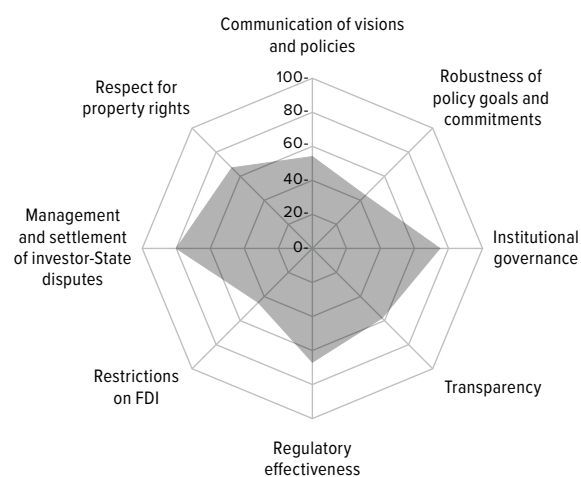 Communication of visions
and policies
Respect for
property rights
Robustness of
policy goals and
commitments
100-
80-
60-
40-
20-
0-
Management
and settlement
of investor-State
disputes
Institutional
governance
Restrictions
on FDI
Transparency
Regulatory
effectiveness